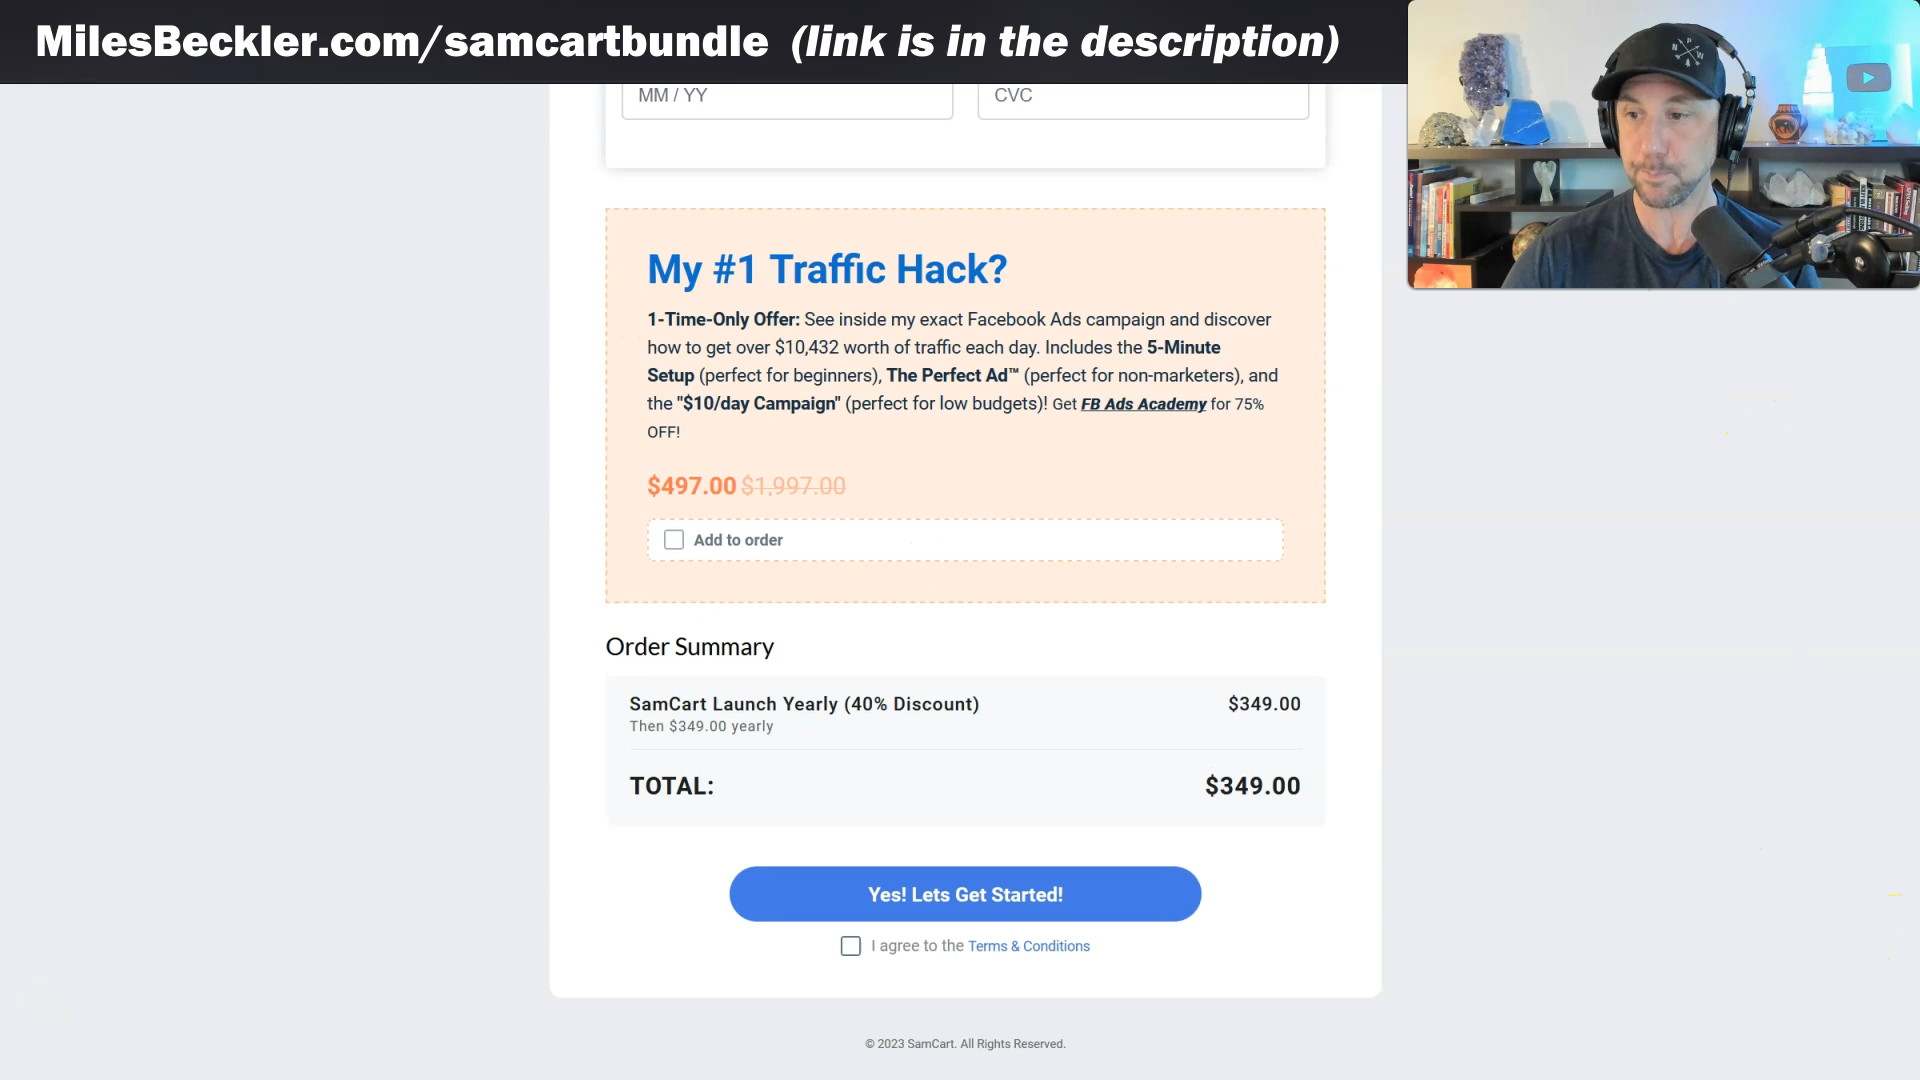 MilesBeckler.com/samcartbundle (link is in the description)
MM / YY
CVC
My #1 Traffic Hack?
1-Time-Only Offer: See inside my exact Facebook Ads campaign and discover
how to get over $10,432 worth of traffic each day. Includes the 5-Minute
Setup (perfect for beginners), The Perfect Ad™ (perfect for non-marketers), and
the "$10/day Campaign" (perfect for low budgets)! Get FB Ads Academy for 75%
OFF!
$497.00 $1,997.00
Add to order
Order Summary
SamCart Launch Yearly (40% Discount) $349.00
Then $349.00 yearly
TOTAL: $349.00
Yes! Lets Get Started!
I agree to the Terms & Conditions
© 2023 SamCart. All Rights Reserved.